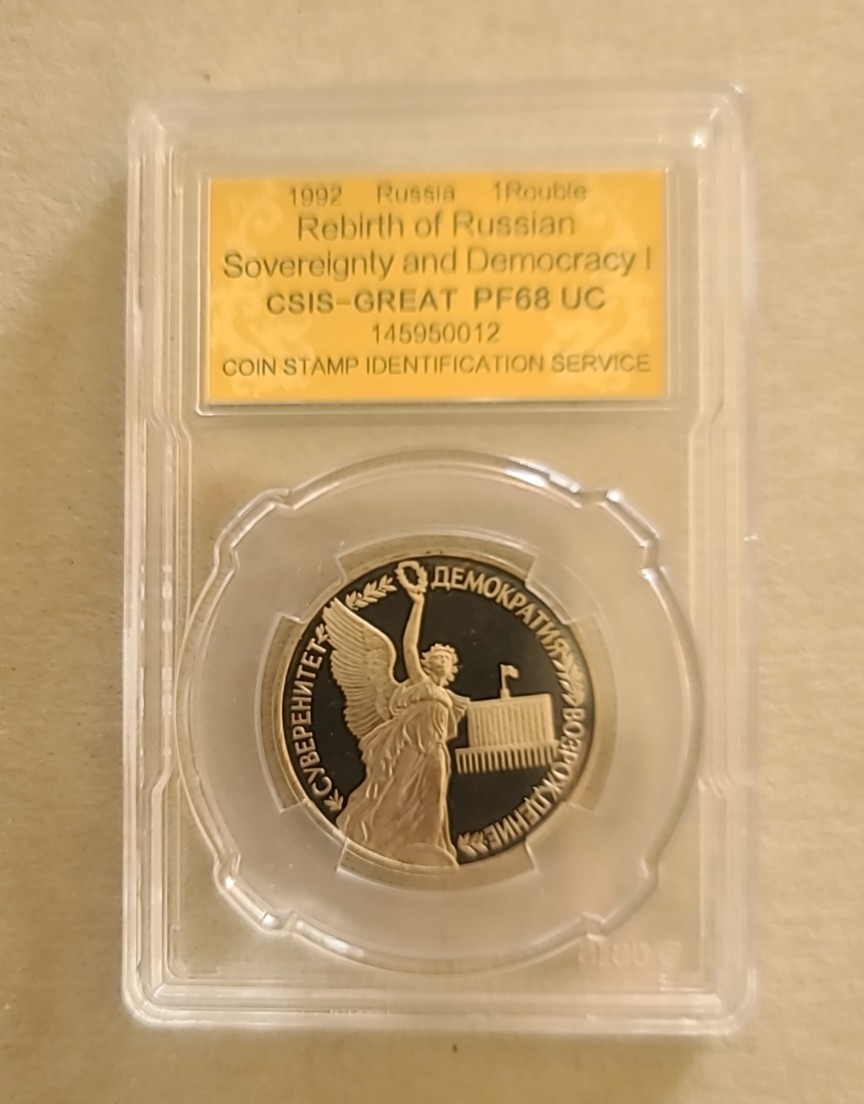 1992 Russia 1Rouble
Rebirth of Russian
Sovereignty and Democracy I
CSIS-GREAT PF68 UC
145950012
COIN STAMP IDENTIFICATION SERVICE
СУВЕРЕНИТЕТ
ДЕМОКРАТИЯ
ВОЗРОЖДЕНИЕ